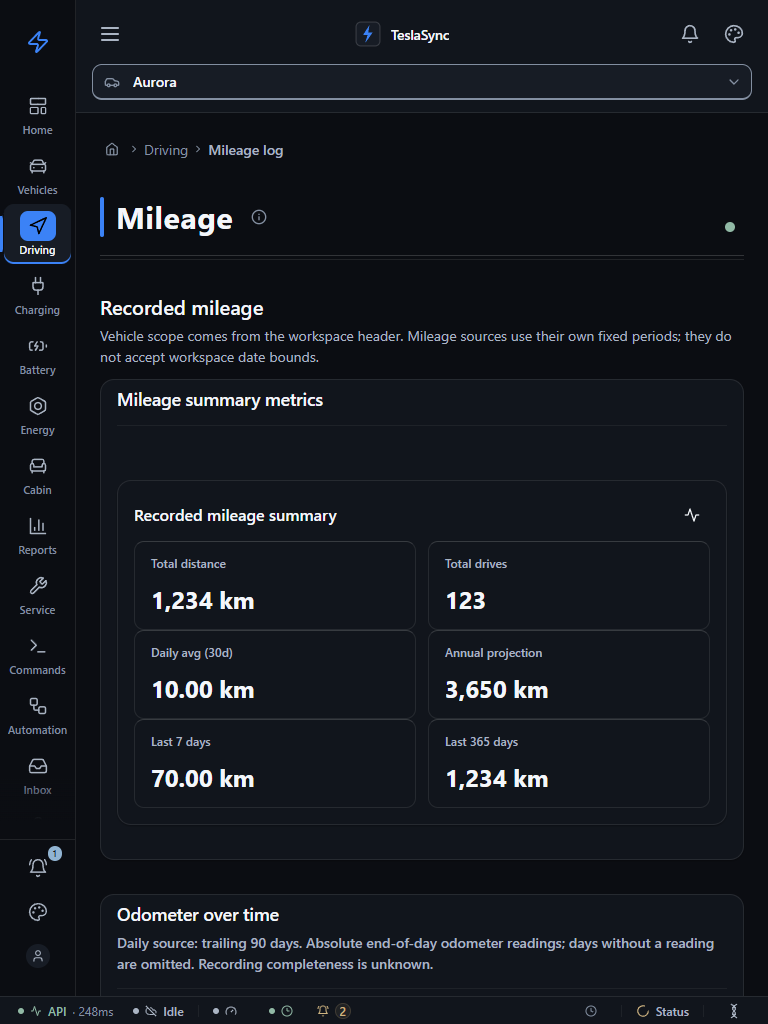 TeslaSync
Aurora
Home
Vehicles
Driving
Charging
Battery
Energy
Cabin
Reports
Service
Commands
Automation
Inbox
1
Driving
Mileage log
Mileage
Recorded mileage
Vehicle scope comes from the workspace header. Mileage sources use their own fixed periods; they do
not accept workspace date bounds.
Mileage summary metrics
Recorded mileage summary
Total distance
1,234 km
Total drives
123
Daily avg (30d)
10.00 km
Annual projection
3,650 km
Last 7 days
70.00 km
Last 365 days
1,234 km
Odometer over time
Daily source: trailing 90 days. Absolute end-of-day odometer readings; days without a reading
are omitted. Recording completeness is unknown.
API · 248ms
Idle
2
Status